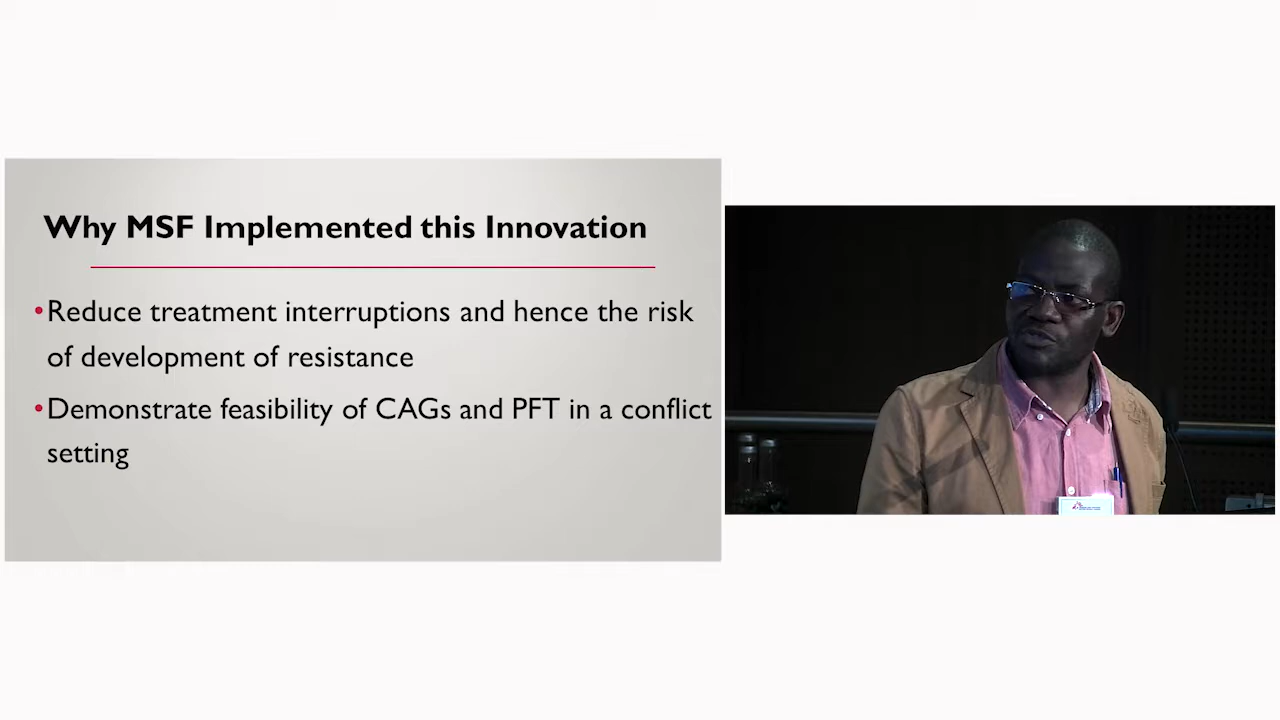 Why MSF Implemented this Innovation
•Reduce treatment interruptions and hence the risk
of development of resistance
•Demonstrate feasibility of CAGs and PFT in a conflict
setting